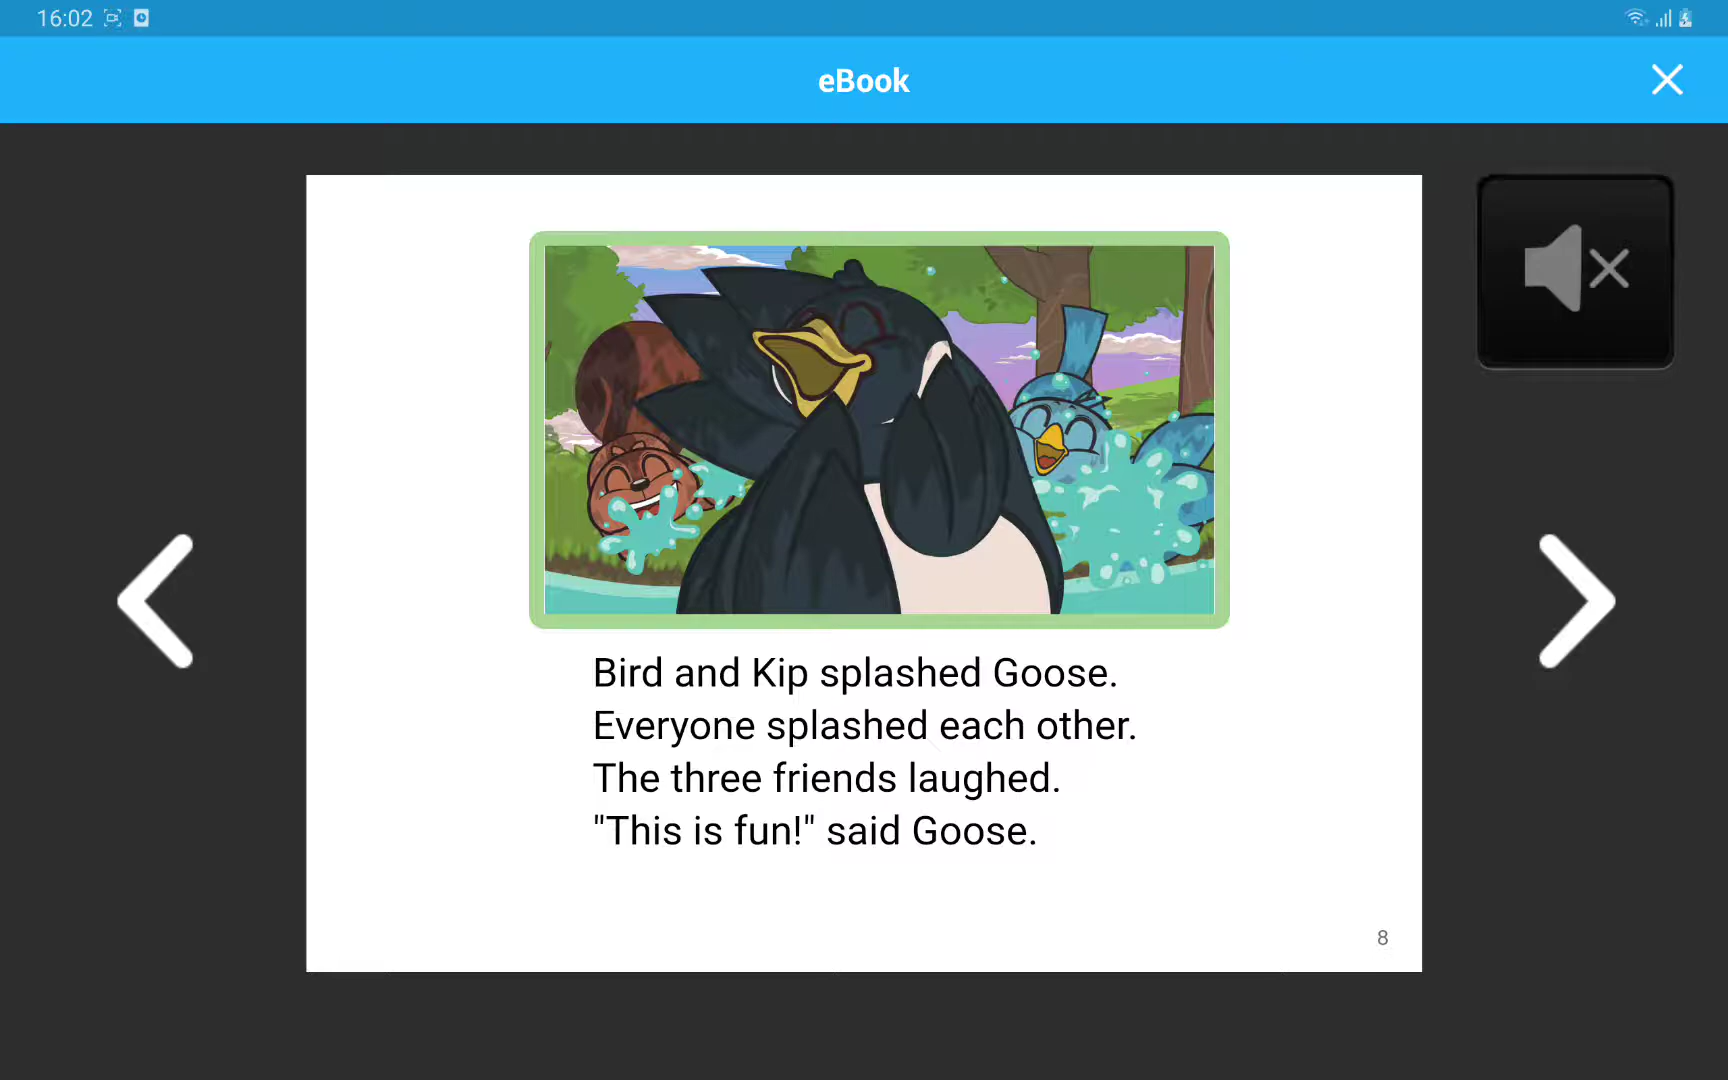 16:02
eBook
Bird and Kip splashed Goose.
Everyone splashed each other.
The three friends laughed.
"This is fun!" said Goose.
8